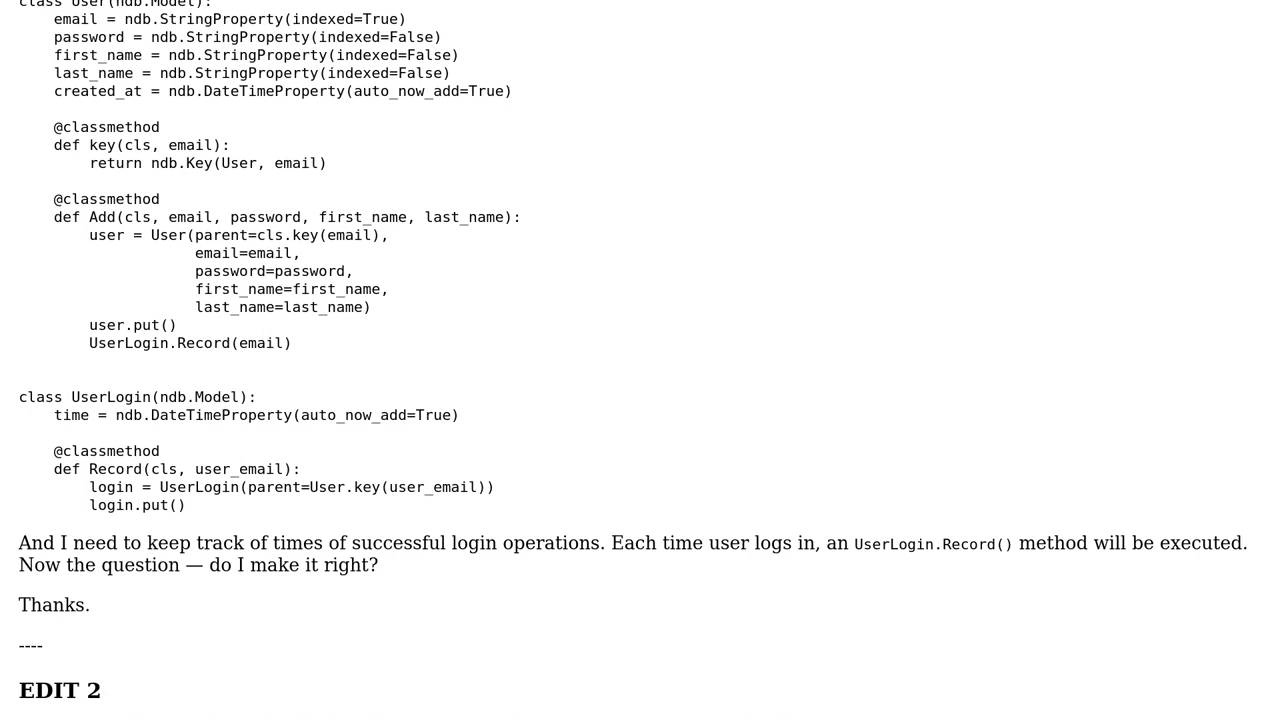 class User(ndb.Model):
    email = ndb.StringProperty(indexed=True)
    password = ndb.StringProperty(indexed=False)
    first_name = ndb.StringProperty(indexed=False)
    last_name = ndb.StringProperty(indexed=False)
    created_at = ndb.DateTimeProperty(auto_now_add=True)

    @classmethod
    def key(cls, email):
        return ndb.Key(User, email)

    @classmethod
    def Add(cls, email, password, first_name, last_name):
        user = User(parent=cls.key(email),
                    email=email,
                    password=password,
                    first_name=first_name,
                    last_name=last_name)
        user.put()
        UserLogin.Record(email)

class UserLogin(ndb.Model):
    time = ndb.DateTimeProperty(auto_now_add=True)

    @classmethod
    def Record(cls, user_email):
        login = UserLogin(parent=User.key(user_email))
        login.put()

And I need to keep track of times of successful login operations. Each time user logs in, an UserLogin.Record() method will be executed.
Now the question — do I make it right?

Thanks.

----

EDIT 2